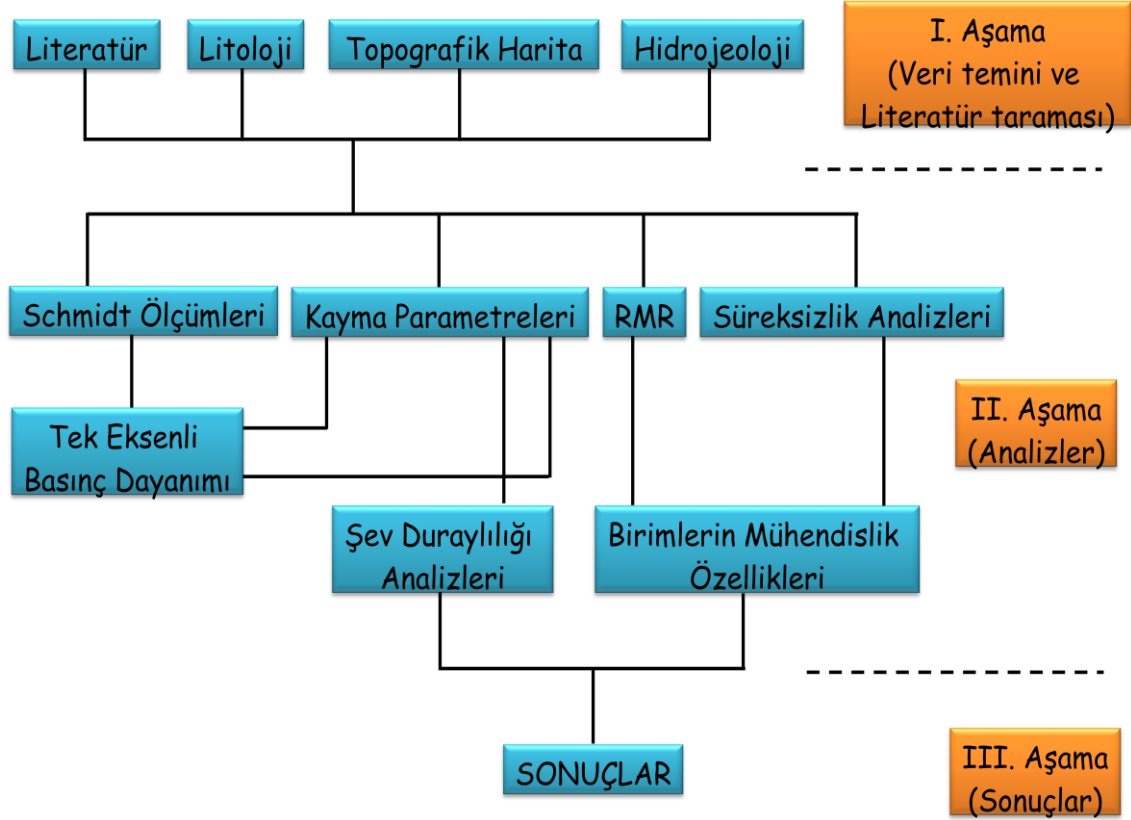 Literatür
Litoloji
Topografik Harita
Hidrojeoloji
I. Aşama
(Veri temini ve
Literatür taraması)
Schmidt Ölçümleri
Kayma Parametreleri
RMR
Süreksizlik Analizleri
Tek Eksenli
Basınç Dayanımı
II. Aşama
(Analizler)
Şev Duraylılığı
Analizleri
Birimlerin Mühendislik
Özellikleri
SONUÇLAR
III. Aşama
(Sonuçlar)